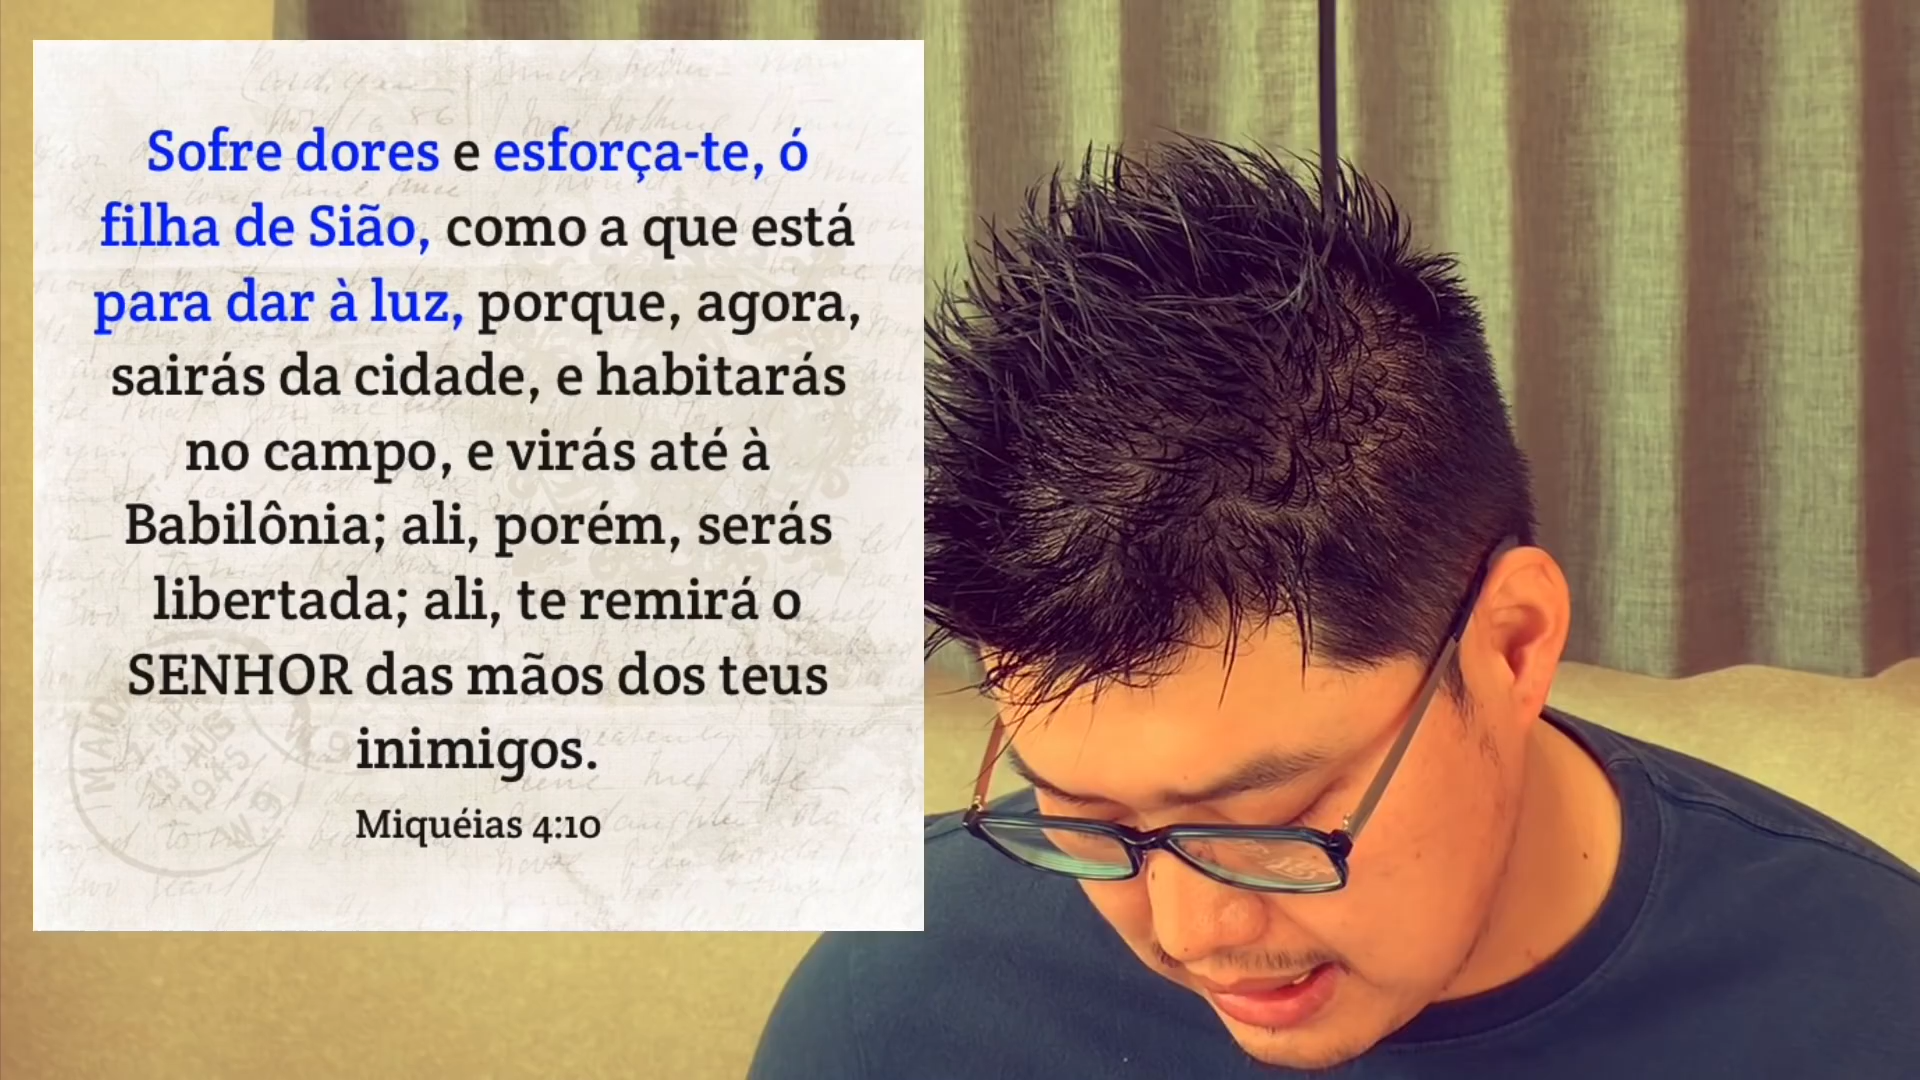 Sofre dores e esforça-te, ó
filha de Sião, como a que está
para dar à luz, porque, agora,
sairás da cidade, e habitarás
no campo, e virás até à
Babilônia; ali, porém, serás
libertada; ali, te remirá o
SENHOR das mãos dos teus
inimigos.
Miquéias 4:10